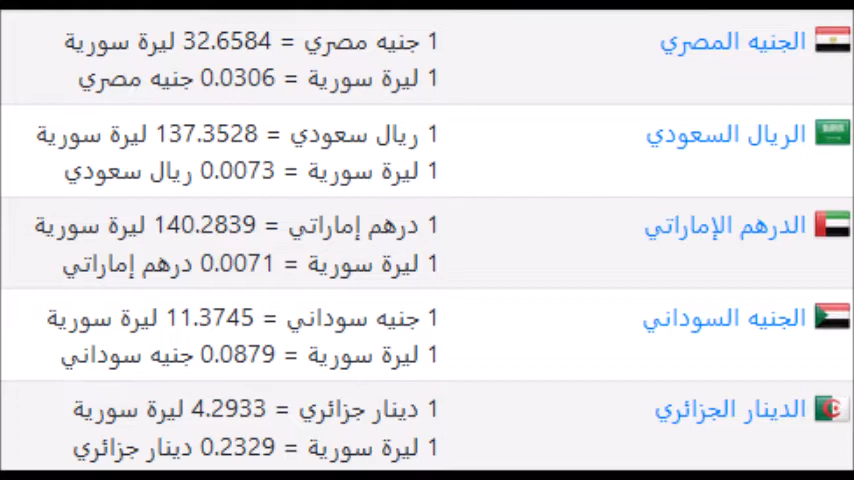 الجنيه المصري
1 جنيه مصري = 32.6584 ليرة سورية
1 ليرة سورية = 0.0306 جنيه مصري
الريال السعودي
1 ريال سعودي = 137.3528 ليرة سورية
1 ليرة سورية = 0.0073 ريال سعودي
الدرهم الإماراتي
1 درهم إماراتي = 140.2839 ليرة سورية
1 ليرة سورية = 0.0071 درهم إماراتي
الجنيه السوداني
1 جنيه سوداني = 11.3745 ليرة سورية
1 ليرة سورية = 0.0879 جنيه سوداني
الدينار الجزائري
1 دينار جزائري = 4.2933 ليرة سورية
1 ليرة سورية = 0.2329 دينار جزائري